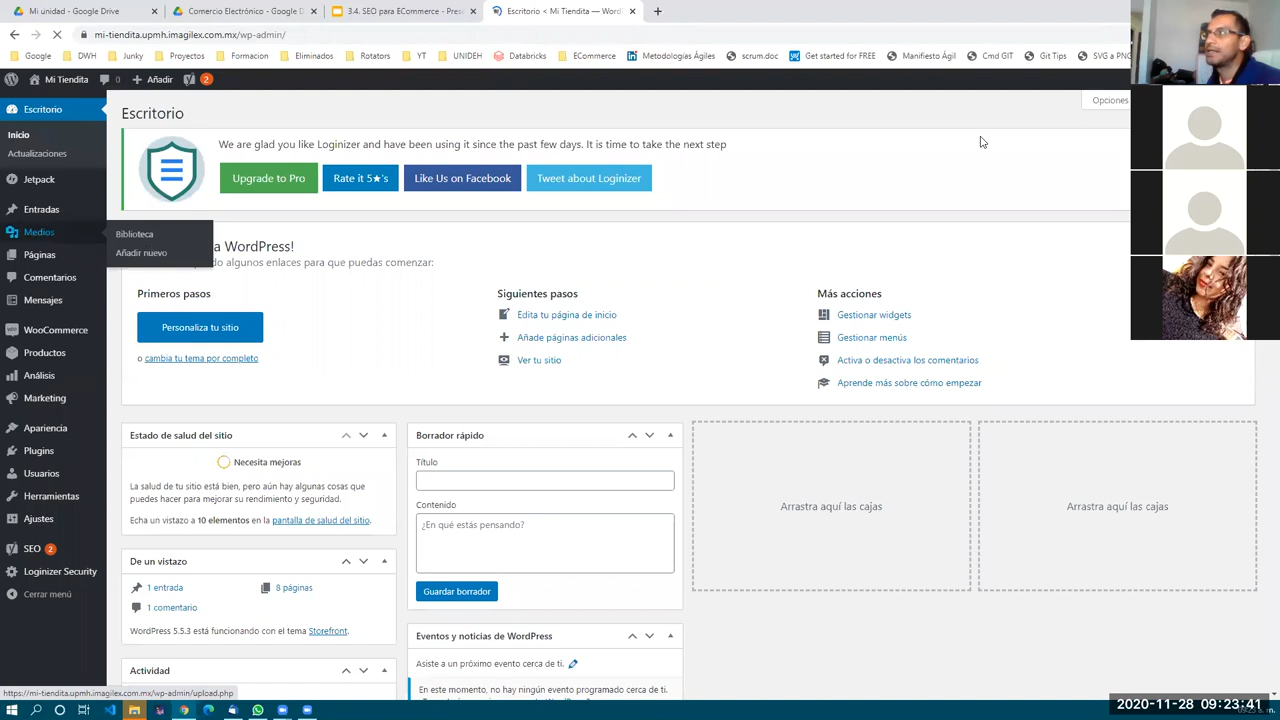 Mi unidad - Google Drive
Comercio Electrónico - Google D
3.4. SEO para ECommerce - Prese
Escritorio < Mi Tiendita — WordP
mi-tiendita.upmh.imagilex.com.mx/wp-admin/
Google
DWH
Junky
Proyectos
Formacion
Eliminados
Rotators
YT
UNIDEH
Databricks
ECommerce
Metodologías Ágiles
scrum.doc
Get started for FREE
Manifiesto Ágil
Cmd GIT
Git Tips
SVG a PNG
Mi Tiendita
0
Añadir
2
Escritorio
Inicio
Actualizaciones
Jetpack
Entradas
Medios
Biblioteca
Añadir nuevo
Páginas
Comentarios
Mensajes
WooCommerce
Productos
Análisis
Marketing
Apariencia
Plugins
Usuarios
Herramientas
Ajustes
SEO 2
Loginizer Security
Cerrar menú
Escritorio
Opciones
We are glad you like Loginizer and have been using it since the past few days. It is time to take the next step
Upgrade to Pro
Rate it 5★'s
Like Us on Facebook
Tweet about Loginizer
a WordPress!
do algunos enlaces para que puedas comenzar:
Primeros pasos
Personaliza tu sitio
o cambia tu tema por completo
Siguientes pasos
Edita tu página de inicio
Añade páginas adicionales
Ver tu sitio
Más acciones
Gestionar widgets
Gestionar menús
Activa o desactiva los comentarios
Aprende más sobre cómo empezar
Estado de salud del sitio
Necesita mejoras
La salud de tu sitio está bien, pero aún hay algunas cosas que
puedes hacer para mejorar su rendimiento y seguridad.
Echa un vistazo a 10 elementos en la pantalla de salud del sitio.
De un vistazo
1 entrada
8 páginas
1 comentario
WordPress 5.5.3 está funcionando con el tema Storefront.
Actividad
Borrador rápido
Título
Contenido
¿En qué estás pensando?
Guardar borrador
Eventos y noticias de WordPress
Asiste a un próximo evento cerca de ti.
En este momento, no hay ningún evento programado cerca de ti.
Arrastra aquí las cajas
Arrastra aquí las cajas
https://mi-tiendita.upmh.imagilex.com.mx/wp-admin/upload.php
2020-11-28 09:23:41